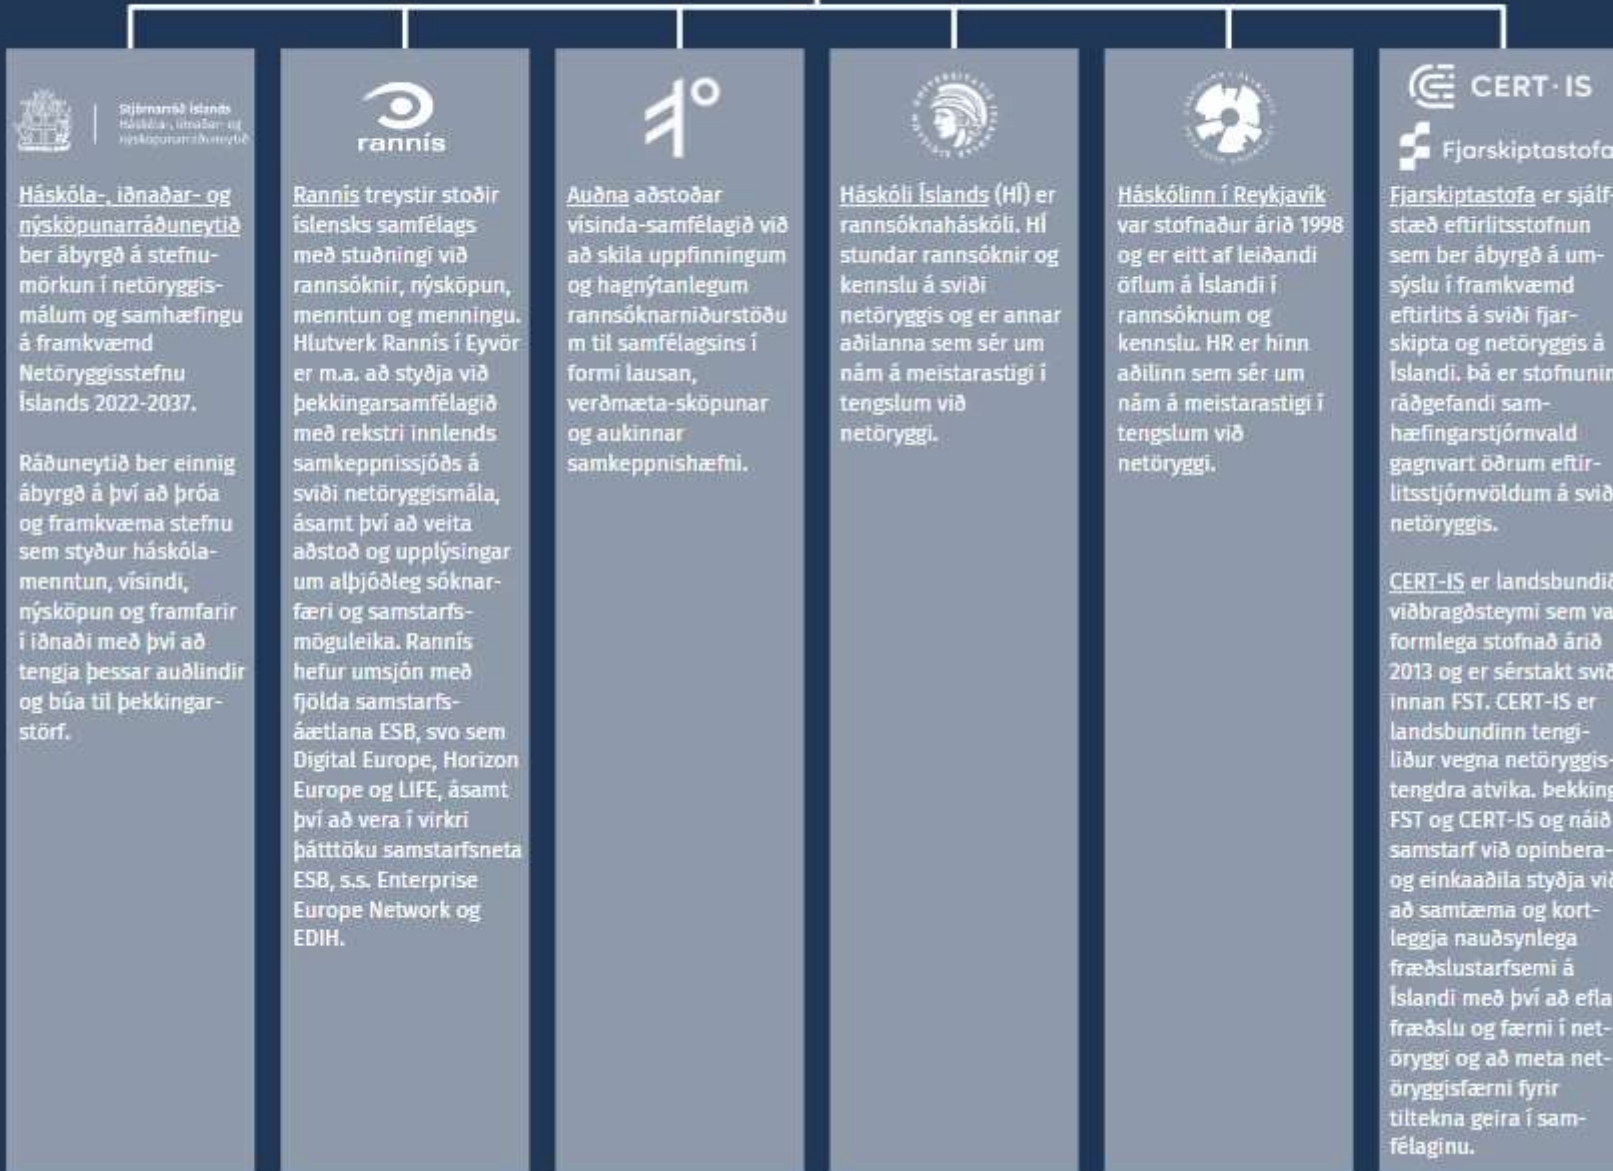 Stjórnarráð Íslands
Háskóla-, iðnaðar- og
nýsköpunarráðuneytið
Háskóla-, iðnaðar- og
nýsköpunarráðuneytið
ber ábyrgð á stefnu-
mörkun í netöryggis-
málum og samhæfingu
á framkvæmd
Netöryggisstefnu
Íslands 2022-2037.
Ráðuneytið ber einnig
ábyrgð á því að þróa
og framkvæma stefnu
sem styður háskóla-
menntun, vísindi,
nýsköpun og framfarir
í iðnaði með því að
tengja þessar auðlindir
og búa til þekkingar-
störf.
rannís
Rannís treystir stoðir
íslensks samfélags
með stuðningi við
rannsóknir, nýsköpun,
menntun og menningu.
Hlutverk Rannís í Eyvör
er m.a. að styðja við
þekkingarsamfélagið
með rekstri innlends
samkeppnissjóðs á
sviði netöryggismála,
ásamt því að veita
aðstoð og upplýsingar
um alþjóðleg sóknar-
færi og samstarfs-
möguleika. Rannís
hefur umsjón með
fjölda samstarfs-
áætlana ESB, svo sem
Digital Europe, Horizon
Europe og LIFE, ásamt
því að vera í virkri
þátttöku samstarfsneta
ESB, s.s. Enterprise
Europe Network og
EDIH.
Auðna aðstoðar
vísinda-samfélagið við
að skila uppfinningum
og hagnýtanlegum
rannsóknarniðurstöðu
m til samfélagsins í
formi lausan,
verðmæta-sköpunar
og aukinnar
samkeppnishæfni.
Háskóli Íslands (HÍ) er
rannsóknaháskóli. HÍ
stundar rannsóknir og
kennslu á sviði
netöryggis og er annar
aðilanna sem sér um
nám á meistarastigi í
tengslum við
netöryggi.
Háskólinn í Reykjavík
var stofnaður árið 1998
og er eitt af leiðandi
öflum á Íslandi í
rannsóknum og
kennslu. HR er hinn
aðilinn sem sér um
nám á meistarastigi í
tengslum við
netöryggi.
CERT·IS
Fjarskiptastofa
Fjarskiptastofa er sjálf-
stæð eftirlitsstofnun
sem ber ábyrgð á um-
sýslu í framkvæmd
eftirlits á sviði fjar-
skipta og netöryggis á
Íslandi. Þá er stofnunin
ráðgefandi sam-
hæfingarstjórnvald
gagnvart öðrum eftir-
litsstjórnvöldum á sviði
netöryggis.
CERT-IS er landsbundið
viðbragðsteymi sem va
formlega stofnað árið
2013 og er sérstakt svið
innan FST. CERT-IS er
landsbundinn tengi-
liður vegna netöryggis-
tengdra atvika. Þekking
FST og CERT-IS og náið
samstarf við opinbera-
og einkaaðila styðja við
að samtæma og kort-
leggja nauðsynlega
fræðslustarfsemi á
Íslandi með því að efla
fræðslu og færni í net-
öryggi og að meta net-
öryggisfærni fyrir
tiltekna geira í sam-
félaginu.